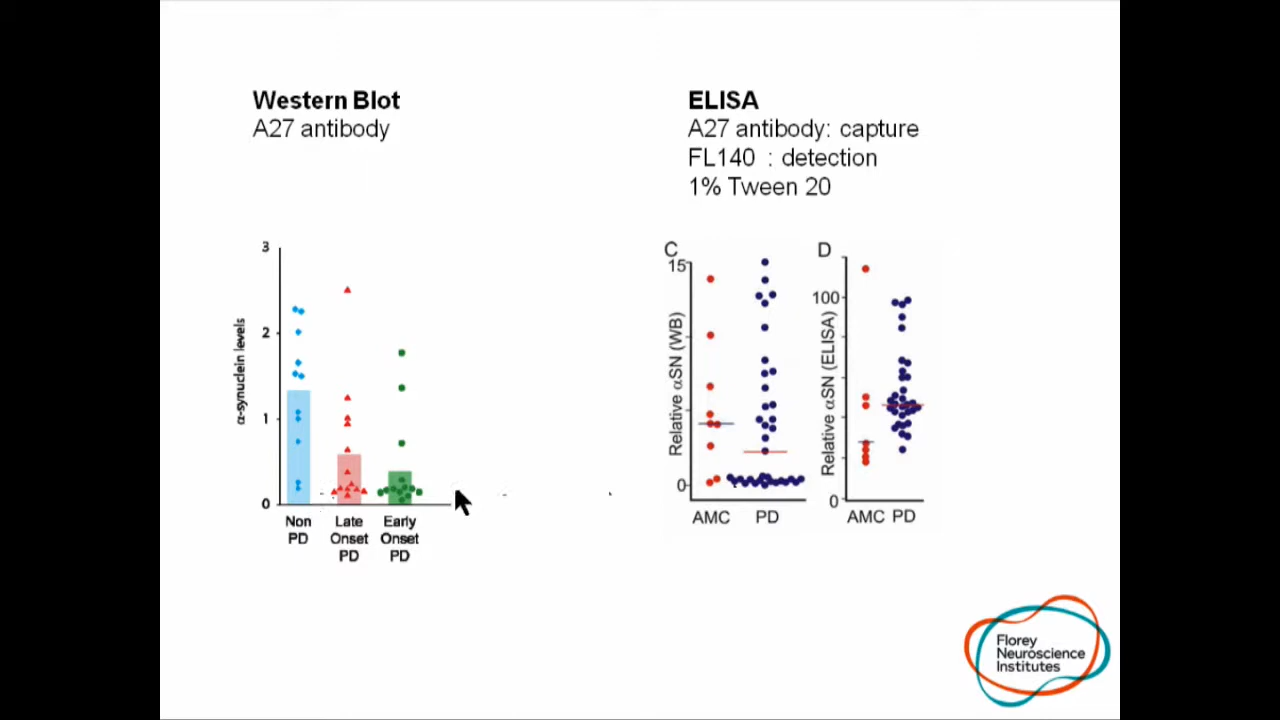 Western Blot
A27 antibody
ELISA
A27 antibody: capture
FL140 : detection
1% Tween 20
3
2
1
0
α-synuclein levels
Non PD
Late Onset PD
Early Onset PD
C
15
0
Relative αSN (WB)
AMC PD
D
100
0
Relative αSN (ELISA)
AMC PD
Florey
Neuroscience
Institutes